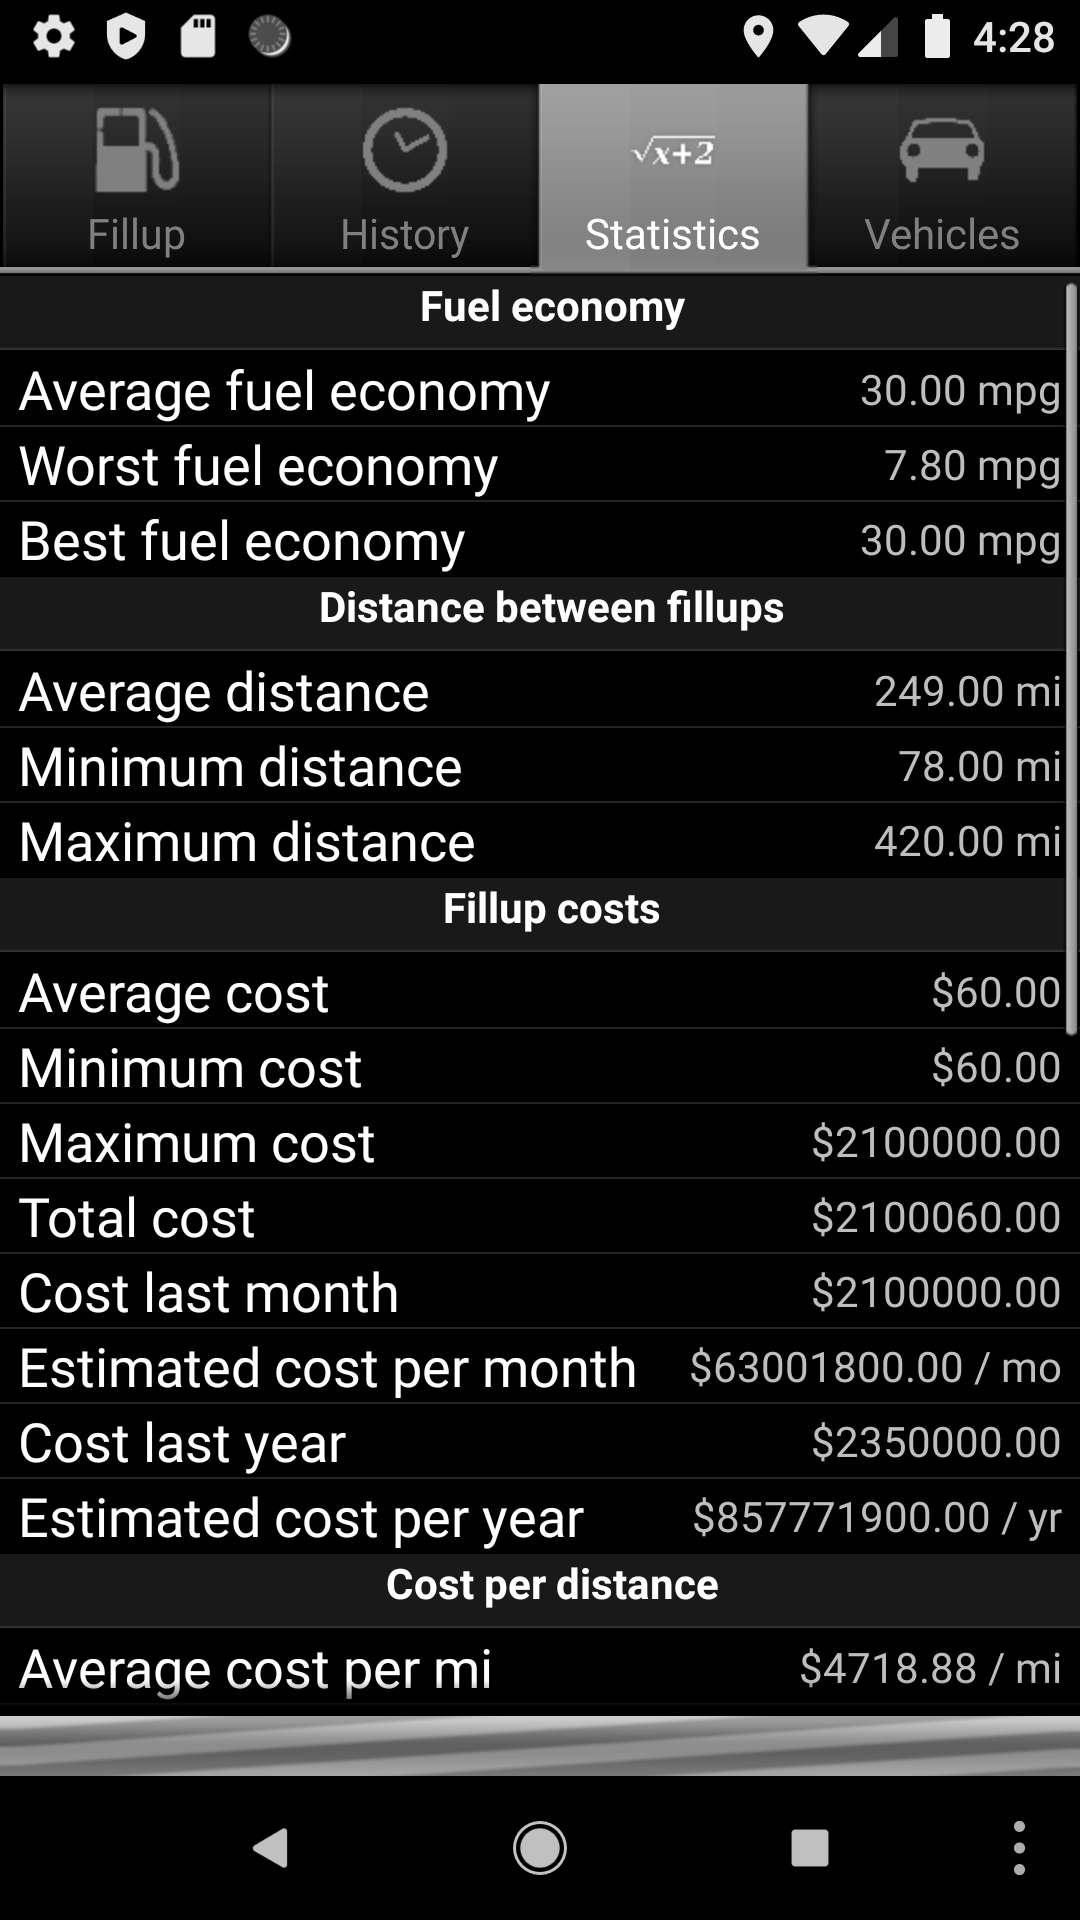 4:28
√x+2
Fillup History Statistics Vehicles
Fuel economy
Average fuel economy 30.00 mpg
Worst fuel economy 7.80 mpg
Best fuel economy 30.00 mpg
Distance between fillups
Average distance 249.00 mi
Minimum distance 78.00 mi
Maximum distance 420.00 mi
Fillup costs
Average cost $60.00
Minimum cost $60.00
Maximum cost $2100000.00
Total cost $2100060.00
Cost last month $2100000.00
Estimated cost per month $63001800.00 / mo
Cost last year $2350000.00
Estimated cost per year $857771900.00 / yr
Cost per distance
Average cost per mi $4718.88 / mi